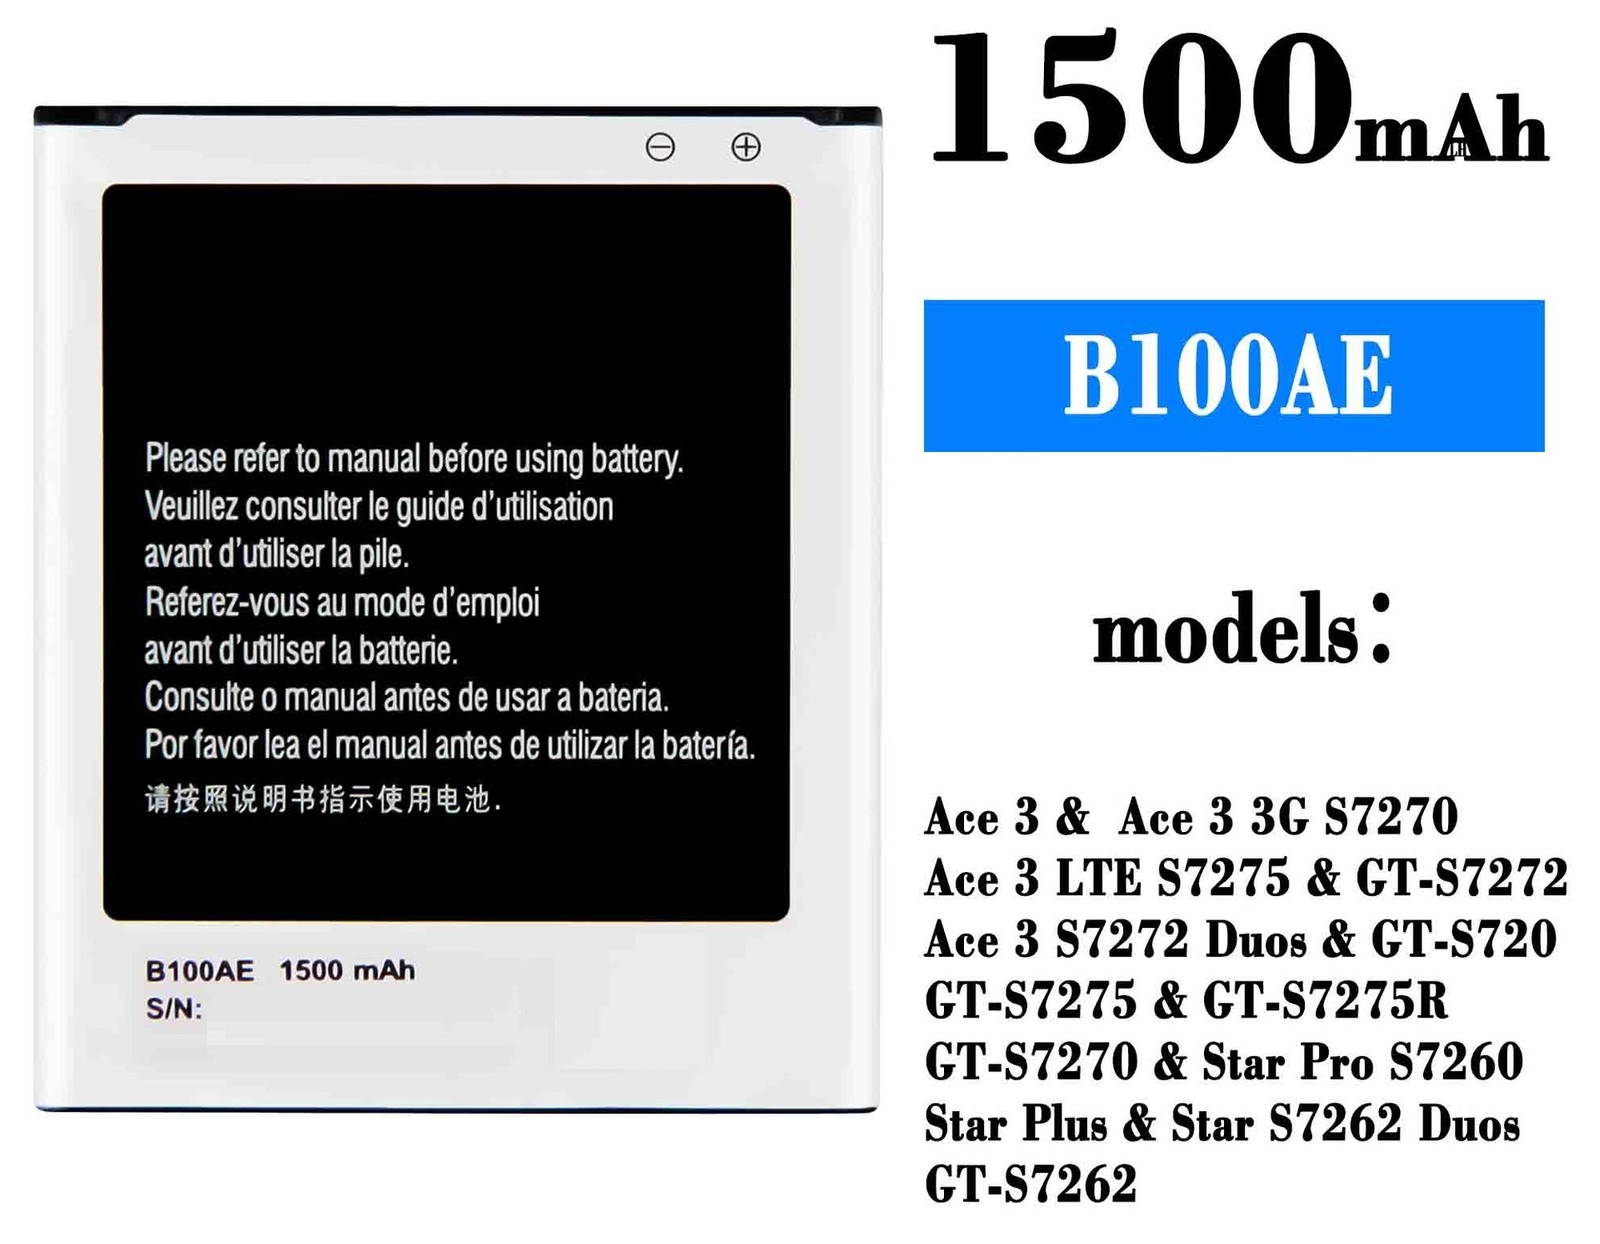 Please refer to manual before using battery.
Veuillez consulter le guide d'utilisation
avant d'utiliser la pile.
Referez-vous au mode d'emploi
avant d'utiliser la batterie.
Consulte o manual antes de usar a bateria.
Por favor lea el manual antes de utilizar la batería.
请按照说明书指示使用电池.
B100AE 1500 mAh
S/N:
1500mAh
B100AE
models:
Ace 3 & Ace 3 3G S7270
Ace 3 LTE S7275 & GT-S7272
Ace 3 S7272 Duos & GT-S720
GT-S7275 & GT-S7275R
GT-S7270 & Star Pro S7260
Star Plus & Star S7262 Duos
GT-S7262